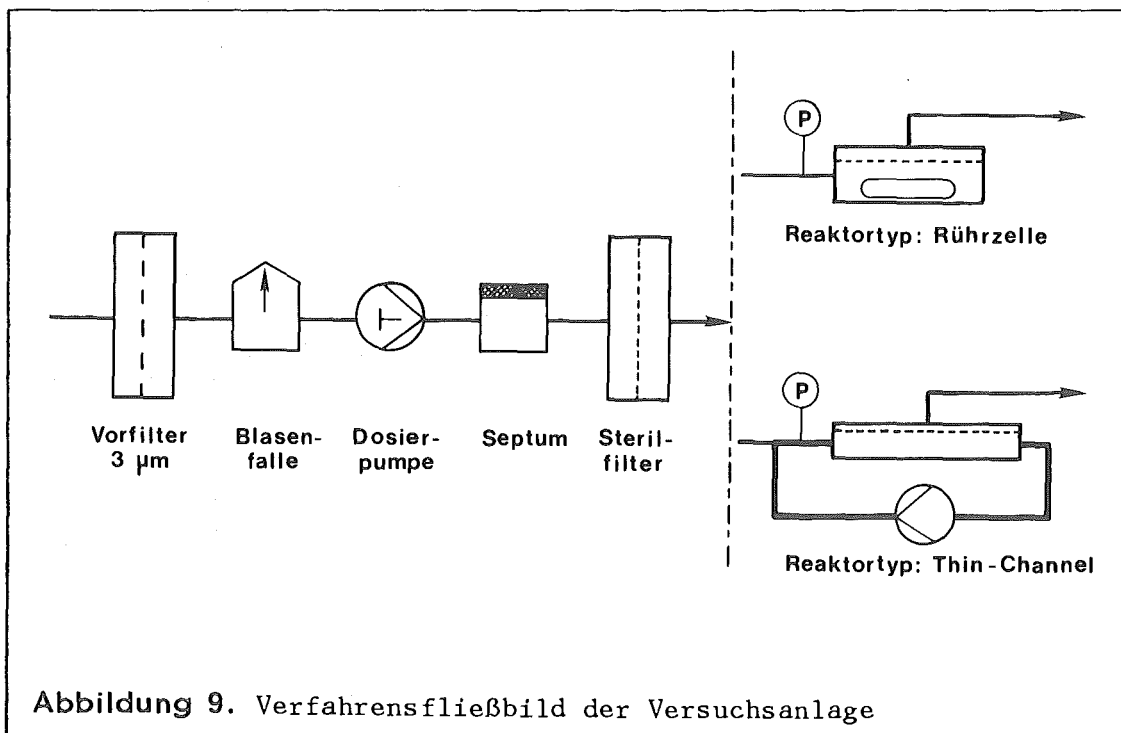 P
Reaktortyp: Rührzelle
Vorfilter
3 µm
Blasen-
falle
Dosier-
pumpe
Septum
Steril-
filter
P
Reaktortyp: Thin-Channel
Abbildung 9. Verfahrensfließbild der Versuchsanlage